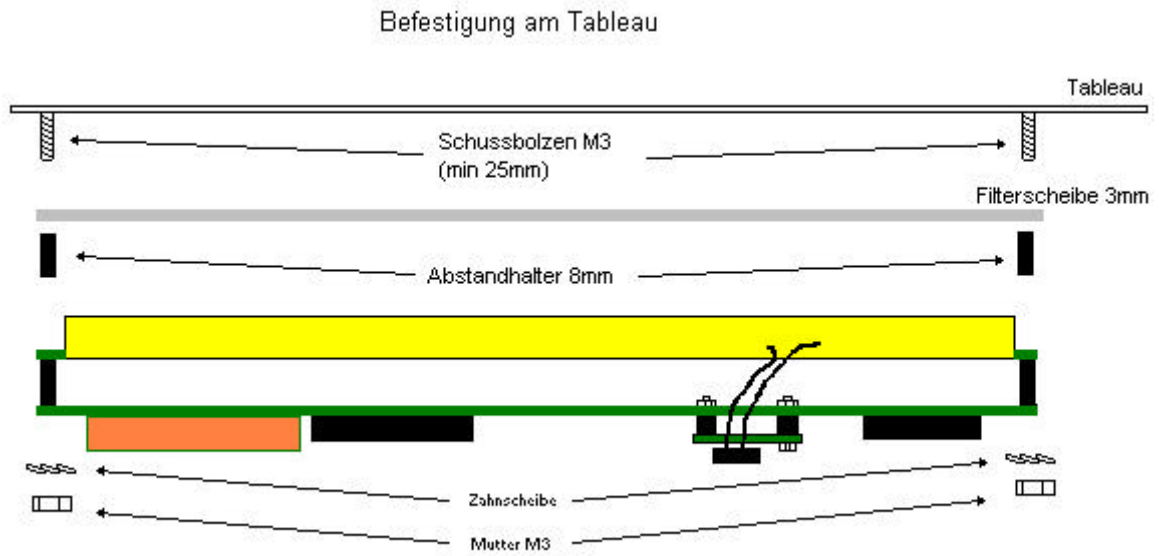 Befestigung am Tableau
Tableau
Schussbolzen M3
(min 25mm)
Filterscheibe 3mm
Abstandhalter 8mm
Zahnscheibe
Mutter M3